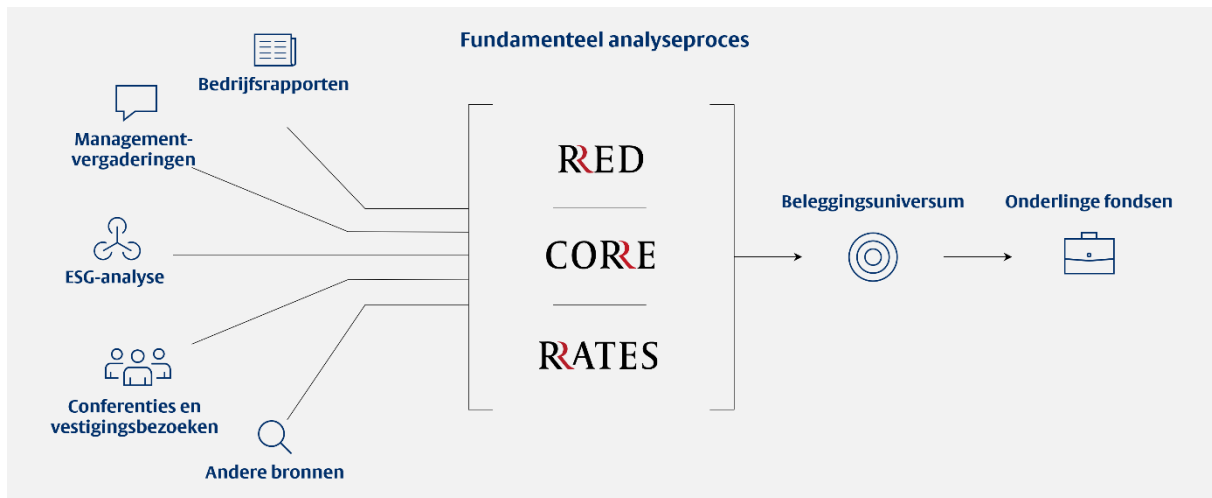 Fundamenteel analyseproces
Bedrijfsrapporten
Management-
vergaderingen
ESG-analyse
Conferenties en
vestigingsbezoeken
Andere bronnen
RRED
CORRE
RRATES
Beleggingsuniversum
Onderlinge fondsen